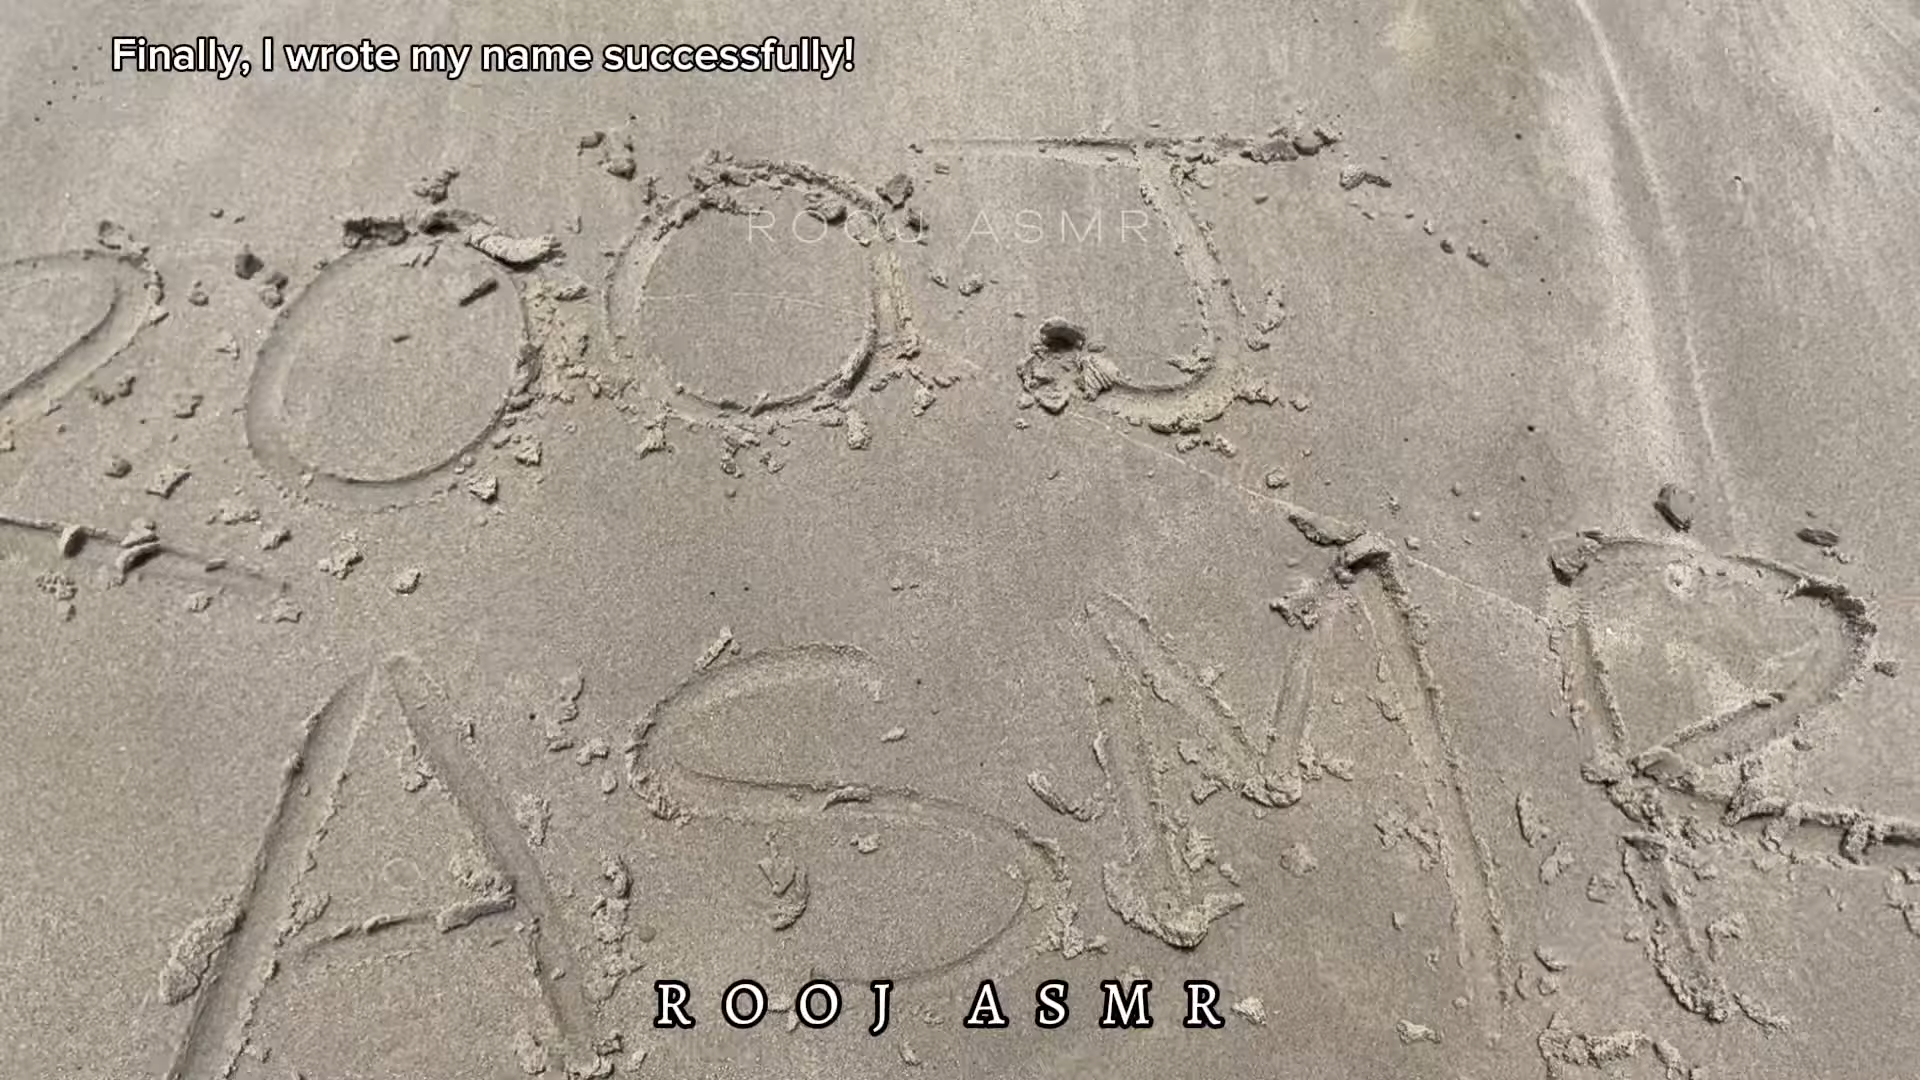 Finally, I wrote my name successfully!
ROOJ
ROOJ ASMR
ASMR
ROOJ ASMR